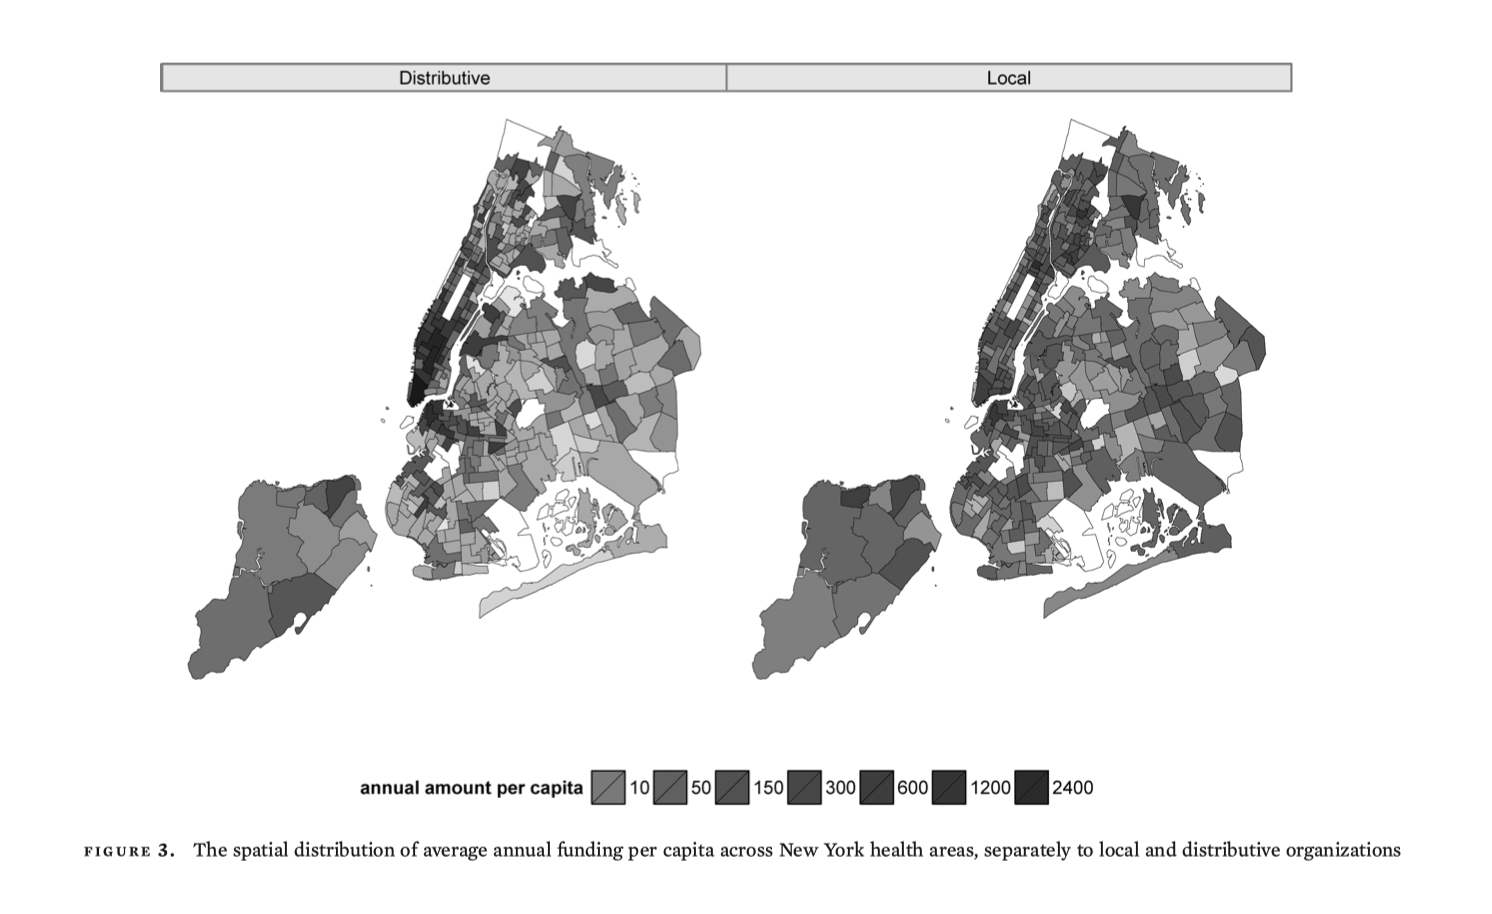 Distributive Local
annual amount per capita 10 50 150 300 600 1200 2400
FIGURE 3. The spatial distribution of average annual funding per capita across New York health areas, separately to local and distributive organizations